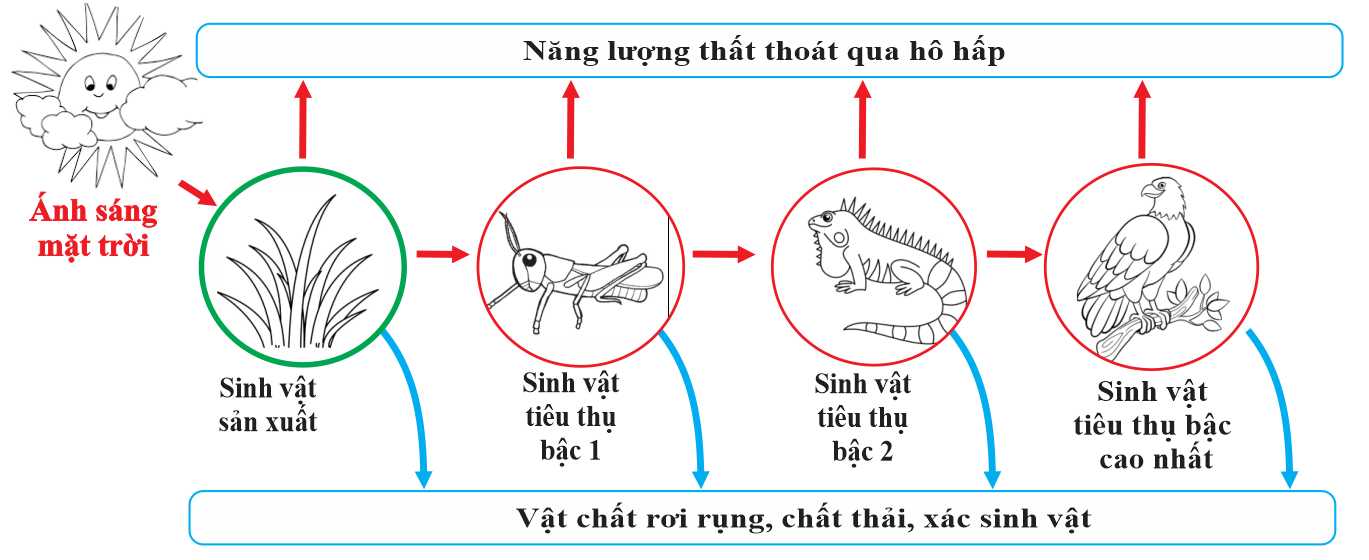 Năng lượng thất thoát qua hô hấp
Ánh sáng
mặt trời
Sinh vật
sản xuất
Sinh vật
tiêu thụ
bậc 1
Sinh vật
tiêu thụ
bậc 2
Sinh vật
tiêu thụ bậc
cao nhất
Vật chất rơi rụng, chất thải, xác sinh vật